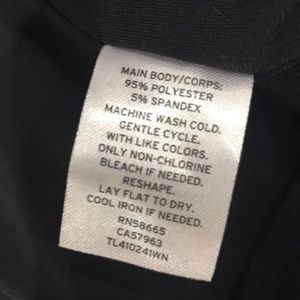 MAIN BODY/CORPS:
95% POLYESTER
5% SPANDEX
MACHINE WASH COLD.
GENTLE CYCLE.
WITH LIKE COLORS.
ONLY NON-CHLORINE
BLEACH IF NEEDED.
RESHAPE.
LAY FLAT TO DRY.
COOL IRON IF NEEDED.
RN58665
CA57963
TL410241WN